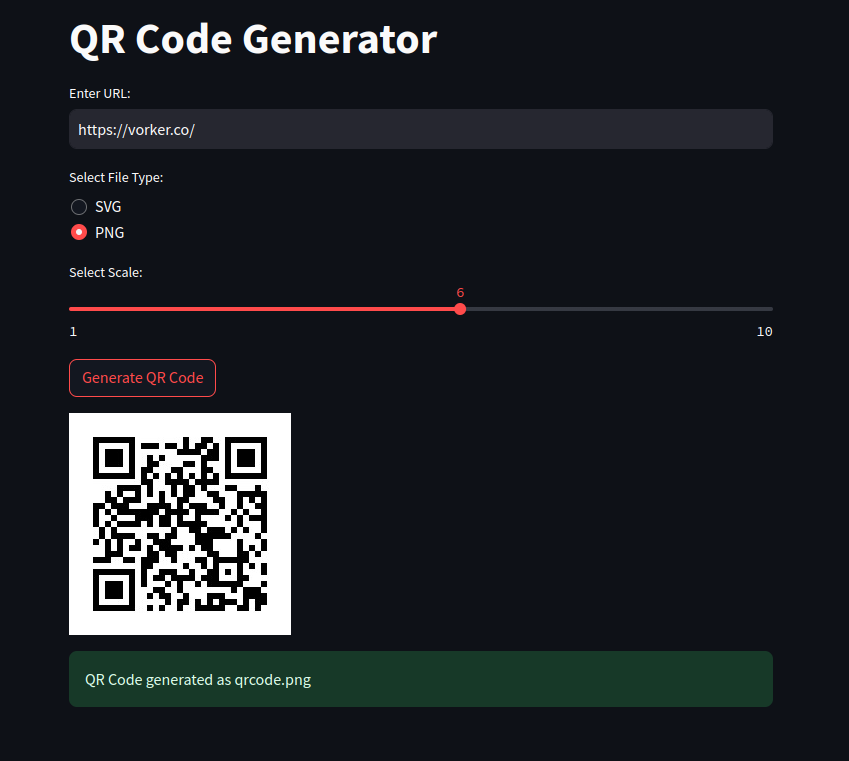 QR Code Generator
Enter URL:
https://vorker.co/
Select File Type:
SVG
PNG
Select Scale:
6
1 10
Generate QR Code
QR Code generated as qrcode.png